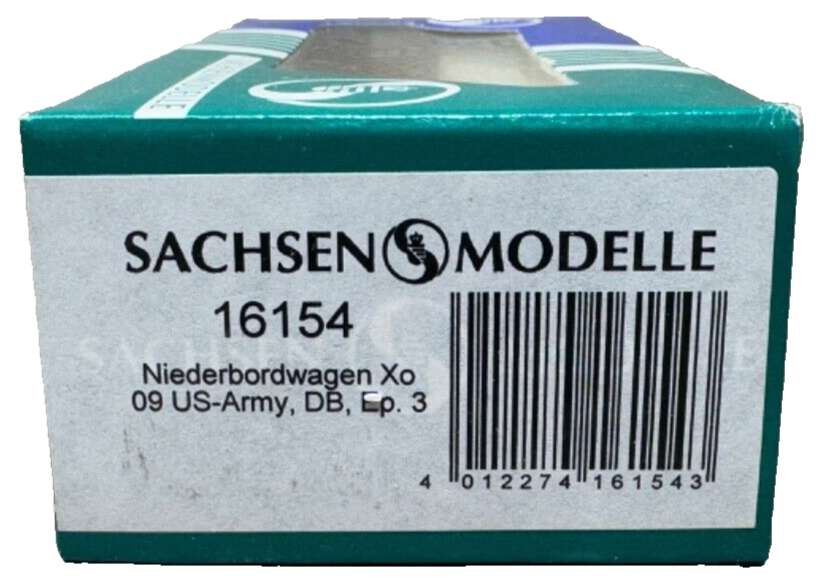 SACHSEN MODELLE
16154
Niederbordwagen Xo
09 US-Army, DB, Ep. 3
4 012274 161543